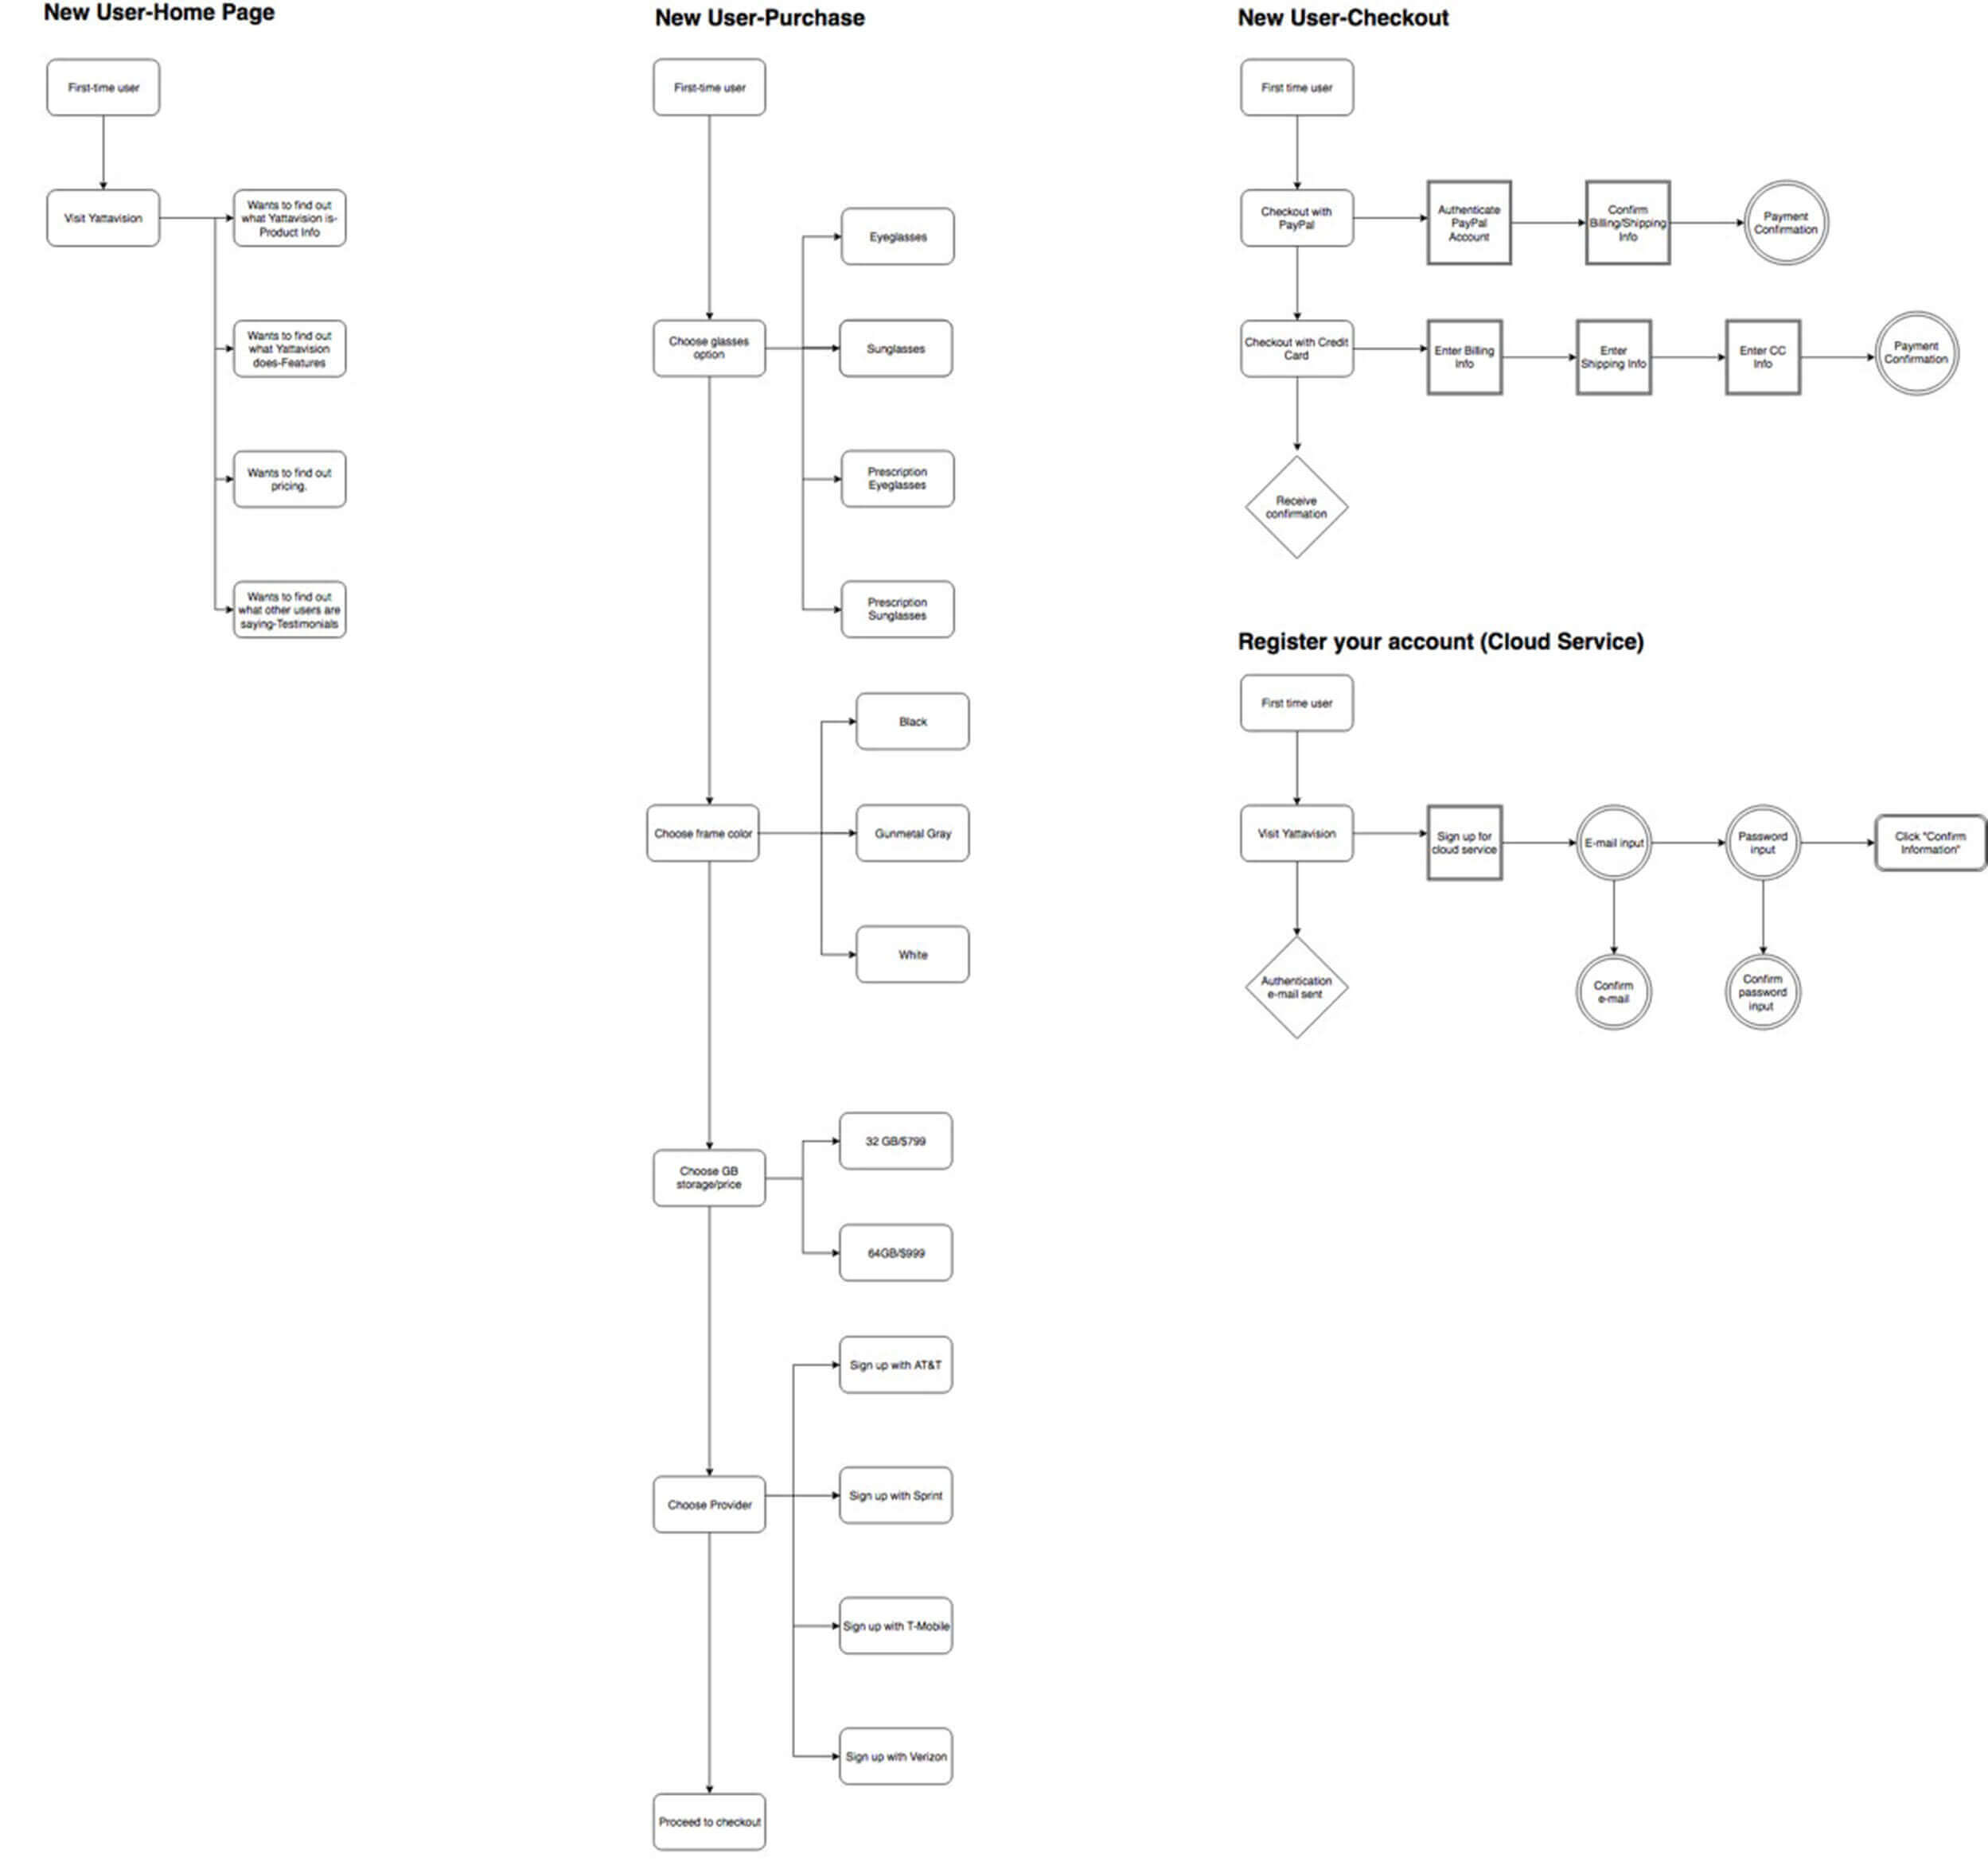 New User-Home Page
First-time user
Visit Yattavision
Wants to find out
what Yattavision is-
Product Info
Wants to find out
what Yattavision
does-Features
Wants to find out
pricing.
Wants to find out
what other users are
saying-Testimonials
New User-Purchase
First-time user
Choose glasses
option
Eyeglasses
Sunglasses
Prescription
Eyeglasses
Prescription
Sunglasses
Choose frame color
Black
Gunmetal Gray
White
Choose GB
storage/price
32 GB/$799
64GB/$999
Choose Provider
Sign up with AT&T
Sign up with Sprint
Sign up with T-Mobile
Sign up with Verizon
Proceed to checkout
New User-Checkout
First time user
Checkout with
PayPal
Authenticate
PayPal
Account
Confirm
Billing/Shipping
Info
Payment
Confirmation
Checkout with Credit
Card
Enter Billing
Info
Enter
Shipping Info
Enter CC
Info
Payment
Confirmation
Receive
confirmation
Register your account (Cloud Service)
First time user
Visit Yattavision
Sign up for
cloud service
E-mail input
Password
input
Click "Confirm
Information"
Authentication
e-mail sent
Confirm
e-mail
Confirm
password
input